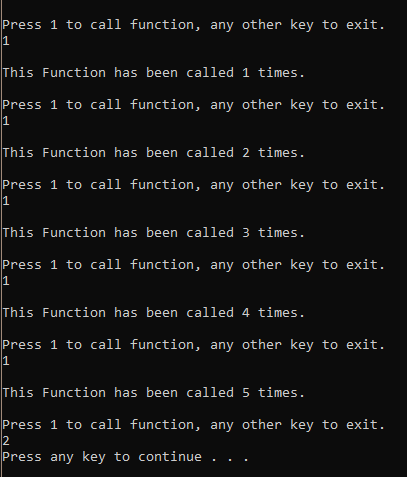 Press 1 to call function, any other key to exit.
1
This Function has been called 1 times.
Press 1 to call function, any other key to exit.
1
This Function has been called 2 times.
Press 1 to call function, any other key to exit.
1
This Function has been called 3 times.
Press 1 to call function, any other key to exit.
1
This Function has been called 4 times.
Press 1 to call function, any other key to exit.
1
This Function has been called 5 times.
Press 1 to call function, any other key to exit.
2
Press any key to continue . . .